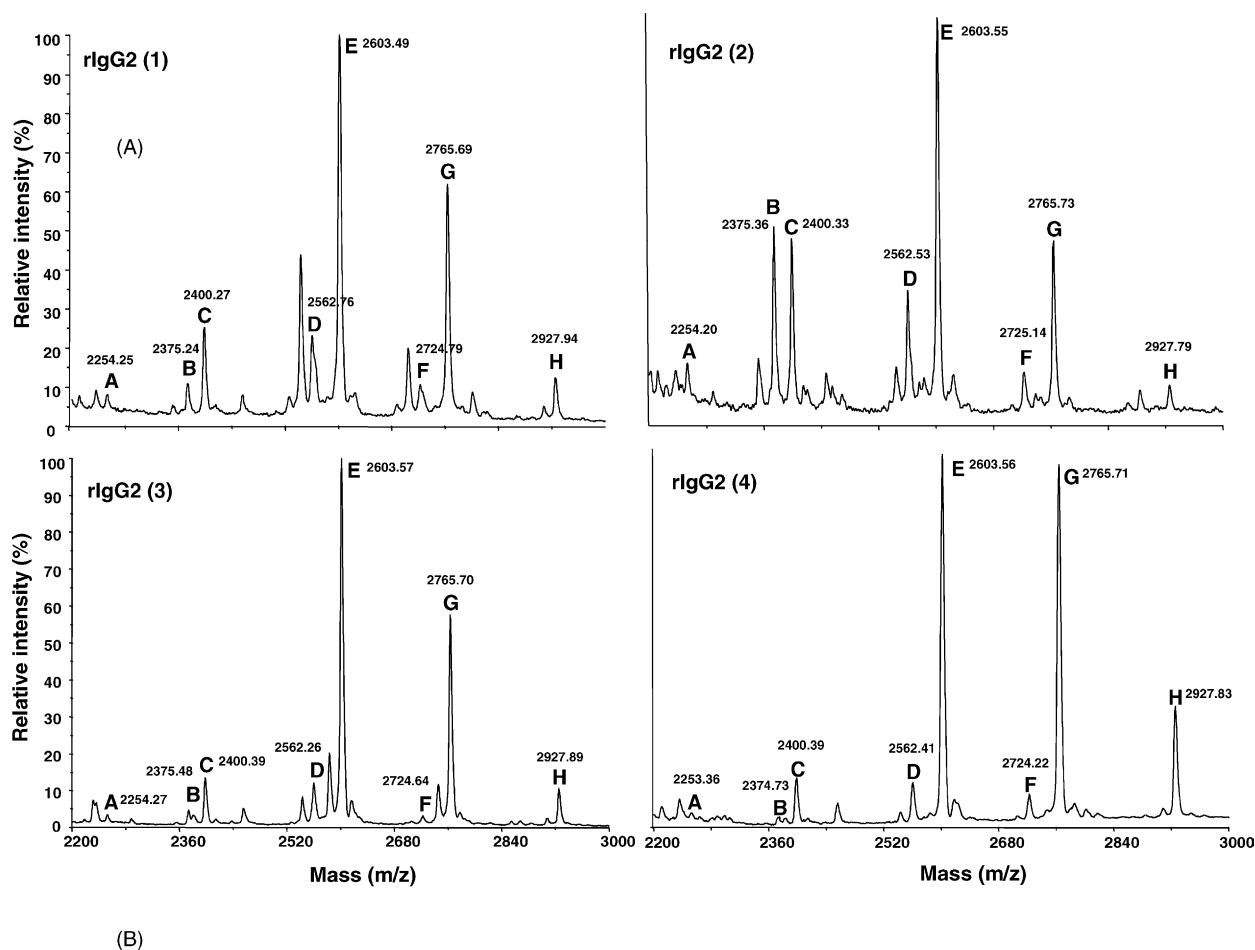 rIgG2 (1)
(A)
Relative intensity (%)
100
90
80
70
60
50
40
30
20
10
0
2254.25
A
2375.24
B
2400.27
C
2562.76
D
E 2603.49
2724.79
F
2765.69
G
2927.94
H
2200
2360
2520
2680
2840
3000
rIgG2 (2)
2254.20
A
B
2375.36
C 2400.33
2562.53
D
E 2603.55
2725.14
F
2765.73
G
2927.79
H
2200
2360
2520
2680
2840
3000
rIgG2 (3)
Relative intensity (%)
100
90
80
70
60
50
40
30
20
10
0
A 2254.27
2375.48
B
C 2400.39
2562.26
D
E 2603.57
2724.64
F
2765.70
G
2927.89
H
2200
2360
2520
2680
2840
3000
Mass (m/z)
rIgG2 (4)
2253.36
A
2374.73
B
2400.39
C
2562.41
D
E 2603.56
2724.22
F
G 2765.71
H 2927.83
2200
2360
2520
2680
2840
3000
Mass (m/z)
(B)